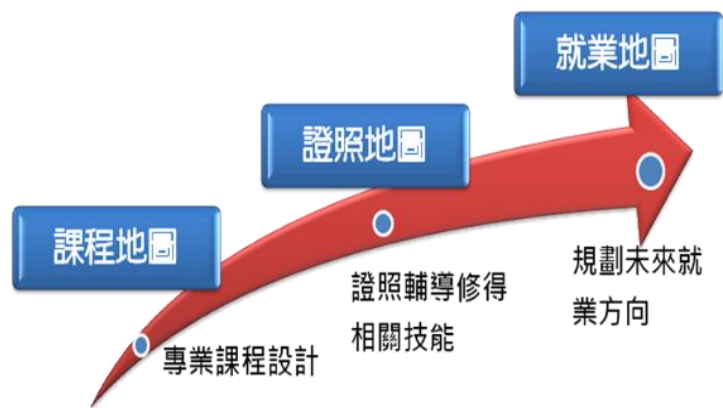 就業地圖
證照地圖
課程地圖
規劃未來就
業方向
證照輔導修得
相關技能
專業課程設計